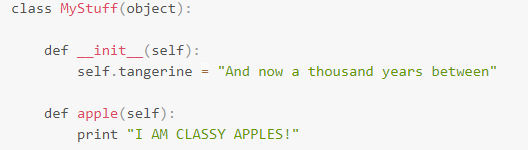 class MyStuff(object):
def __init__(self):
self.tangerine = "And now a thousand years between"
def apple(self):
print "I AM CLASSY APPLES!"